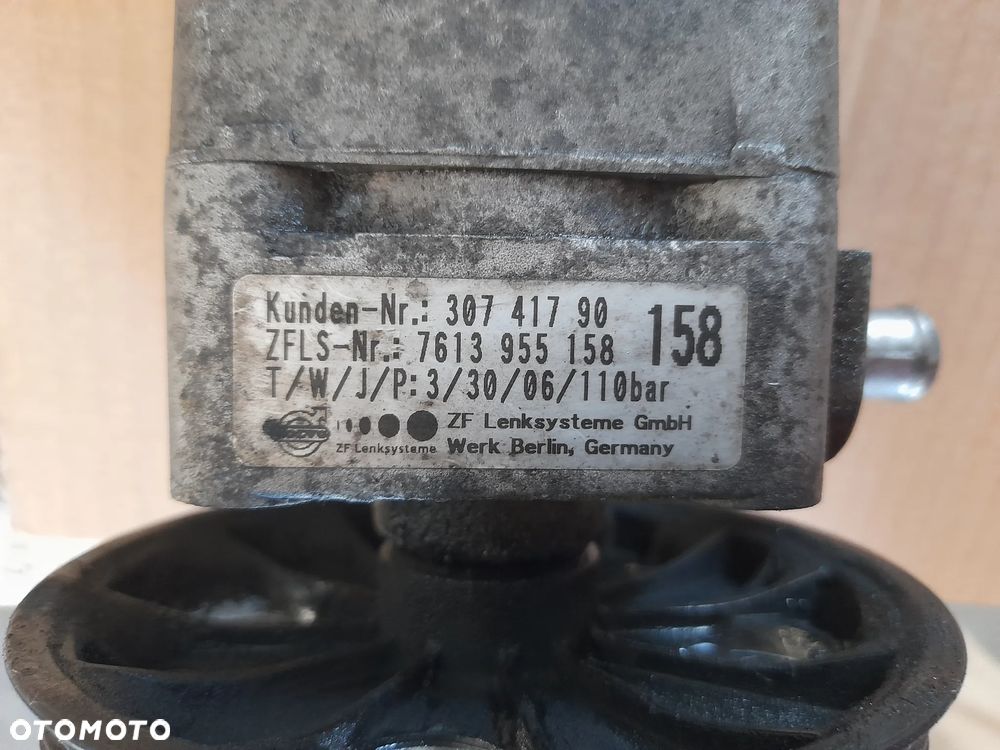 Kunden-Nr.: 307 417 90
158
ZFLS-Nr.: 7613 955 158
T/W/J/P: 3/30/06/110bar
ZF Lenksysteme GmbH
ZF Lenksysteme
Werk Berlin, Germany
OTOMOTO